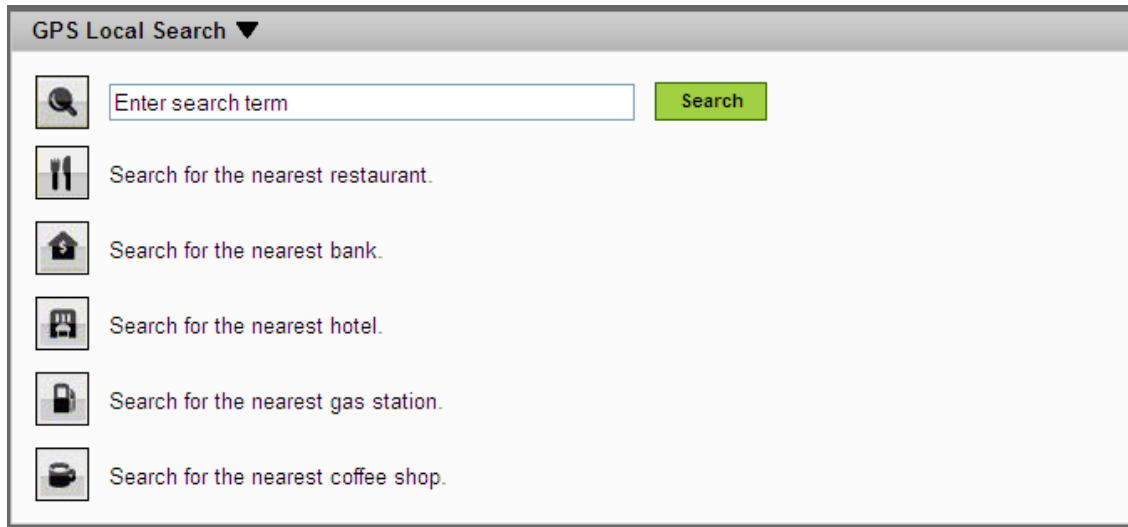 GPS Local Search ▼
Enter search term
Search
Search for the nearest restaurant.
Search for the nearest bank.
Search for the nearest hotel.
Search for the nearest gas station.
Search for the nearest coffee shop.